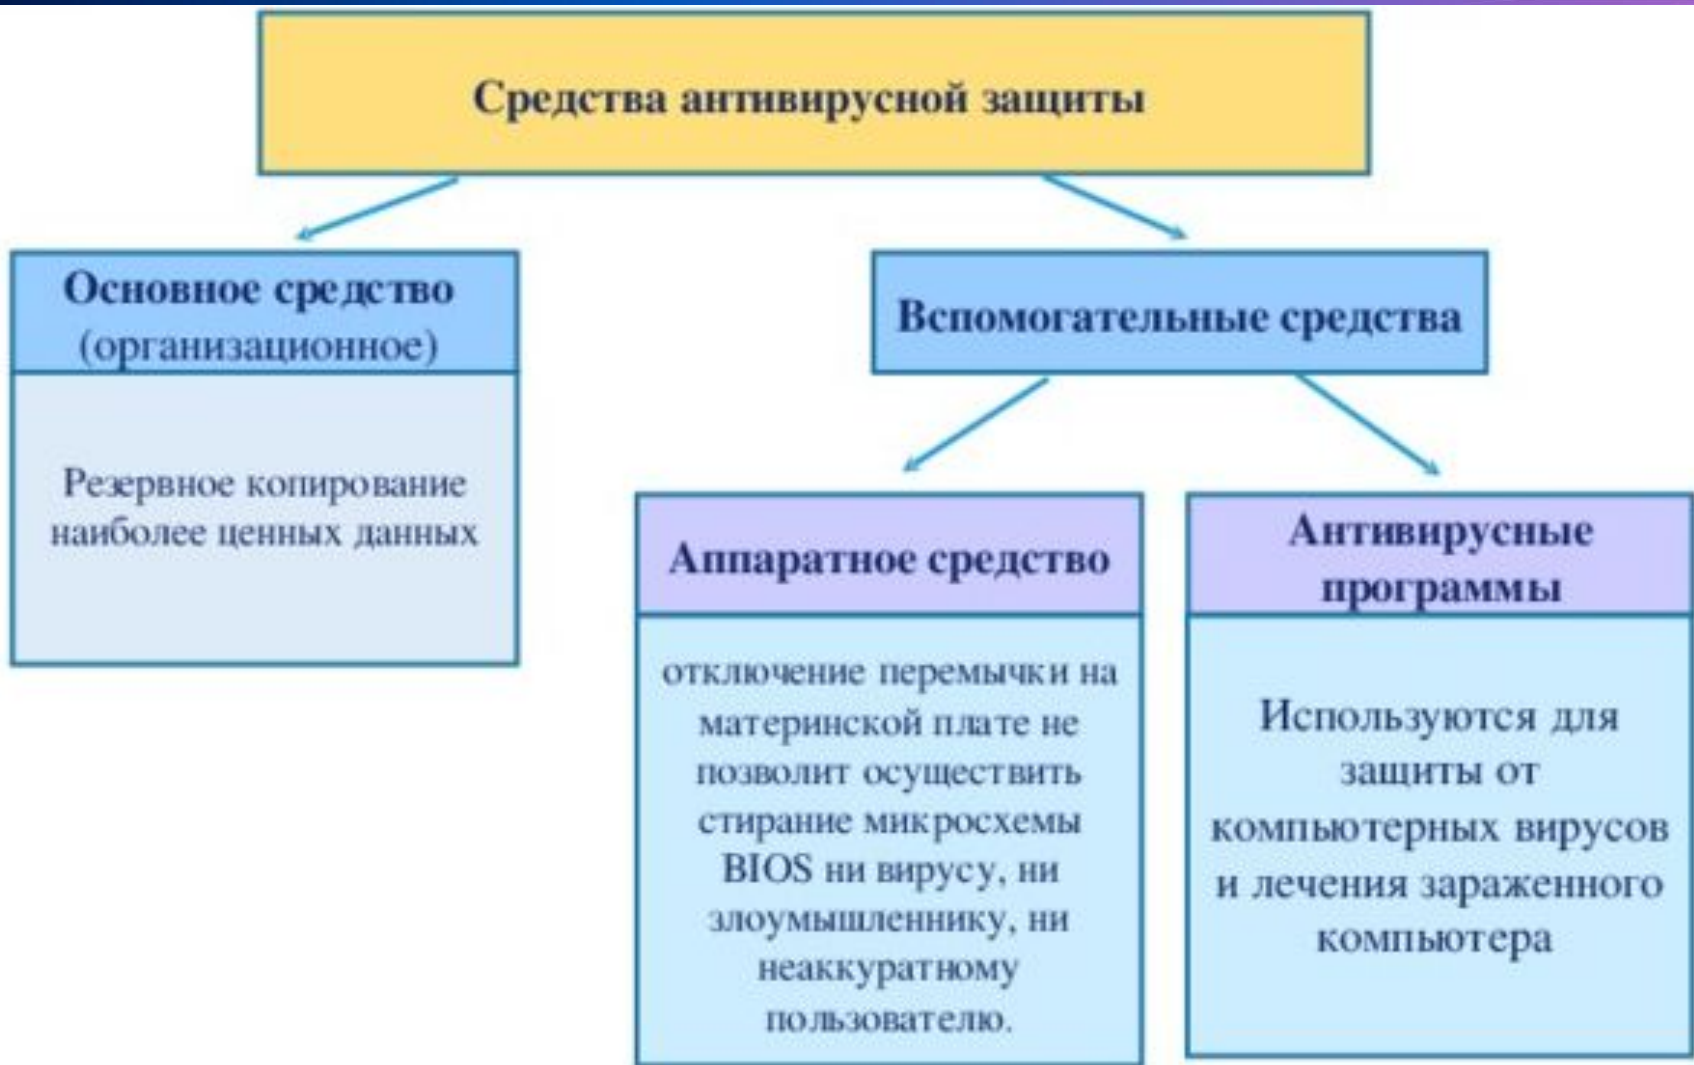 Средства антивирусной защиты
Основное средство
(организационное)
Резервное копирование
наиболее ценных данных
Вспомогательные средства
Аппаратное средство
отключение перемычки на
материнской плате не
позволит осуществить
стирание микросхемы
BIOS ни вирусу, ни
злоумышленнику, ни
неаккуратному
пользователю.
Антивирусные
программы
Используются для
защиты от
компьютерных вирусов
и лечения зараженного
компьютера